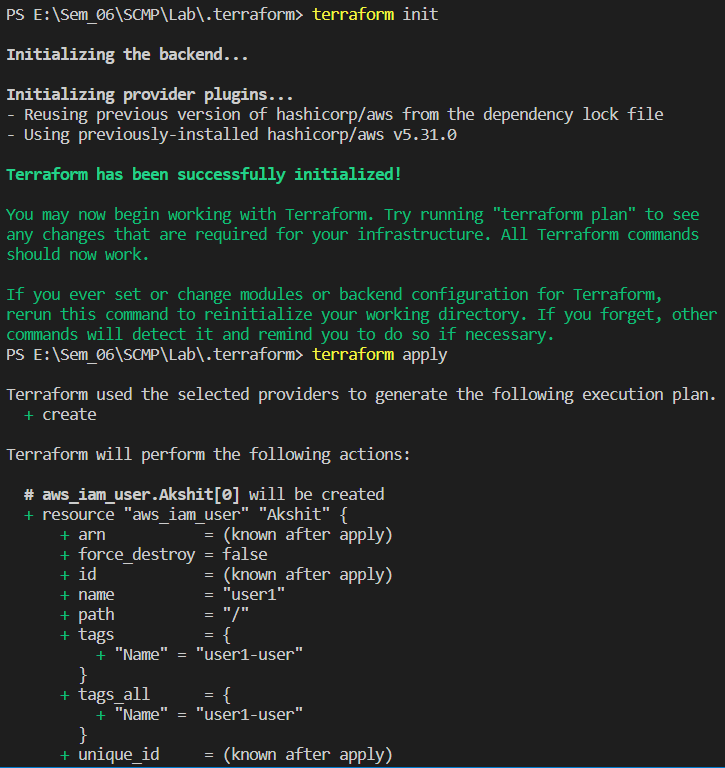 PS E:\Sem_06\SCMP\Lab\.terraform> terraform init
Initializing the backend...
Initializing provider plugins...
- Reusing previous version of hashicorp/aws from the dependency lock file
- Using previously-installed hashicorp/aws v5.31.0
Terraform has been successfully initialized!
You may now begin working with Terraform. Try running "terraform plan" to see
any changes that are required for your infrastructure. All Terraform commands
should now work.
If you ever set or change modules or backend configuration for Terraform,
rerun this command to reinitialize your working directory. If you forget, other
commands will detect it and remind you to do so if necessary.
PS E:\Sem_06\SCMP\Lab\.terraform> terraform apply
Terraform used the selected providers to generate the following execution plan.
  + create
Terraform will perform the following actions:
  # aws_iam_user.Akshit[0] will be created
  + resource "aws_iam_user" "Akshit" {
      + arn           = (known after apply)
      + force_destroy = false
      + id            = (known after apply)
      + name          = "user1"
      + path          = "/"
      + tags          = {
          + "Name" = "user1-user"
        }
      + tags_all      = {
          + "Name" = "user1-user"
        }
      + unique_id     = (known after apply)